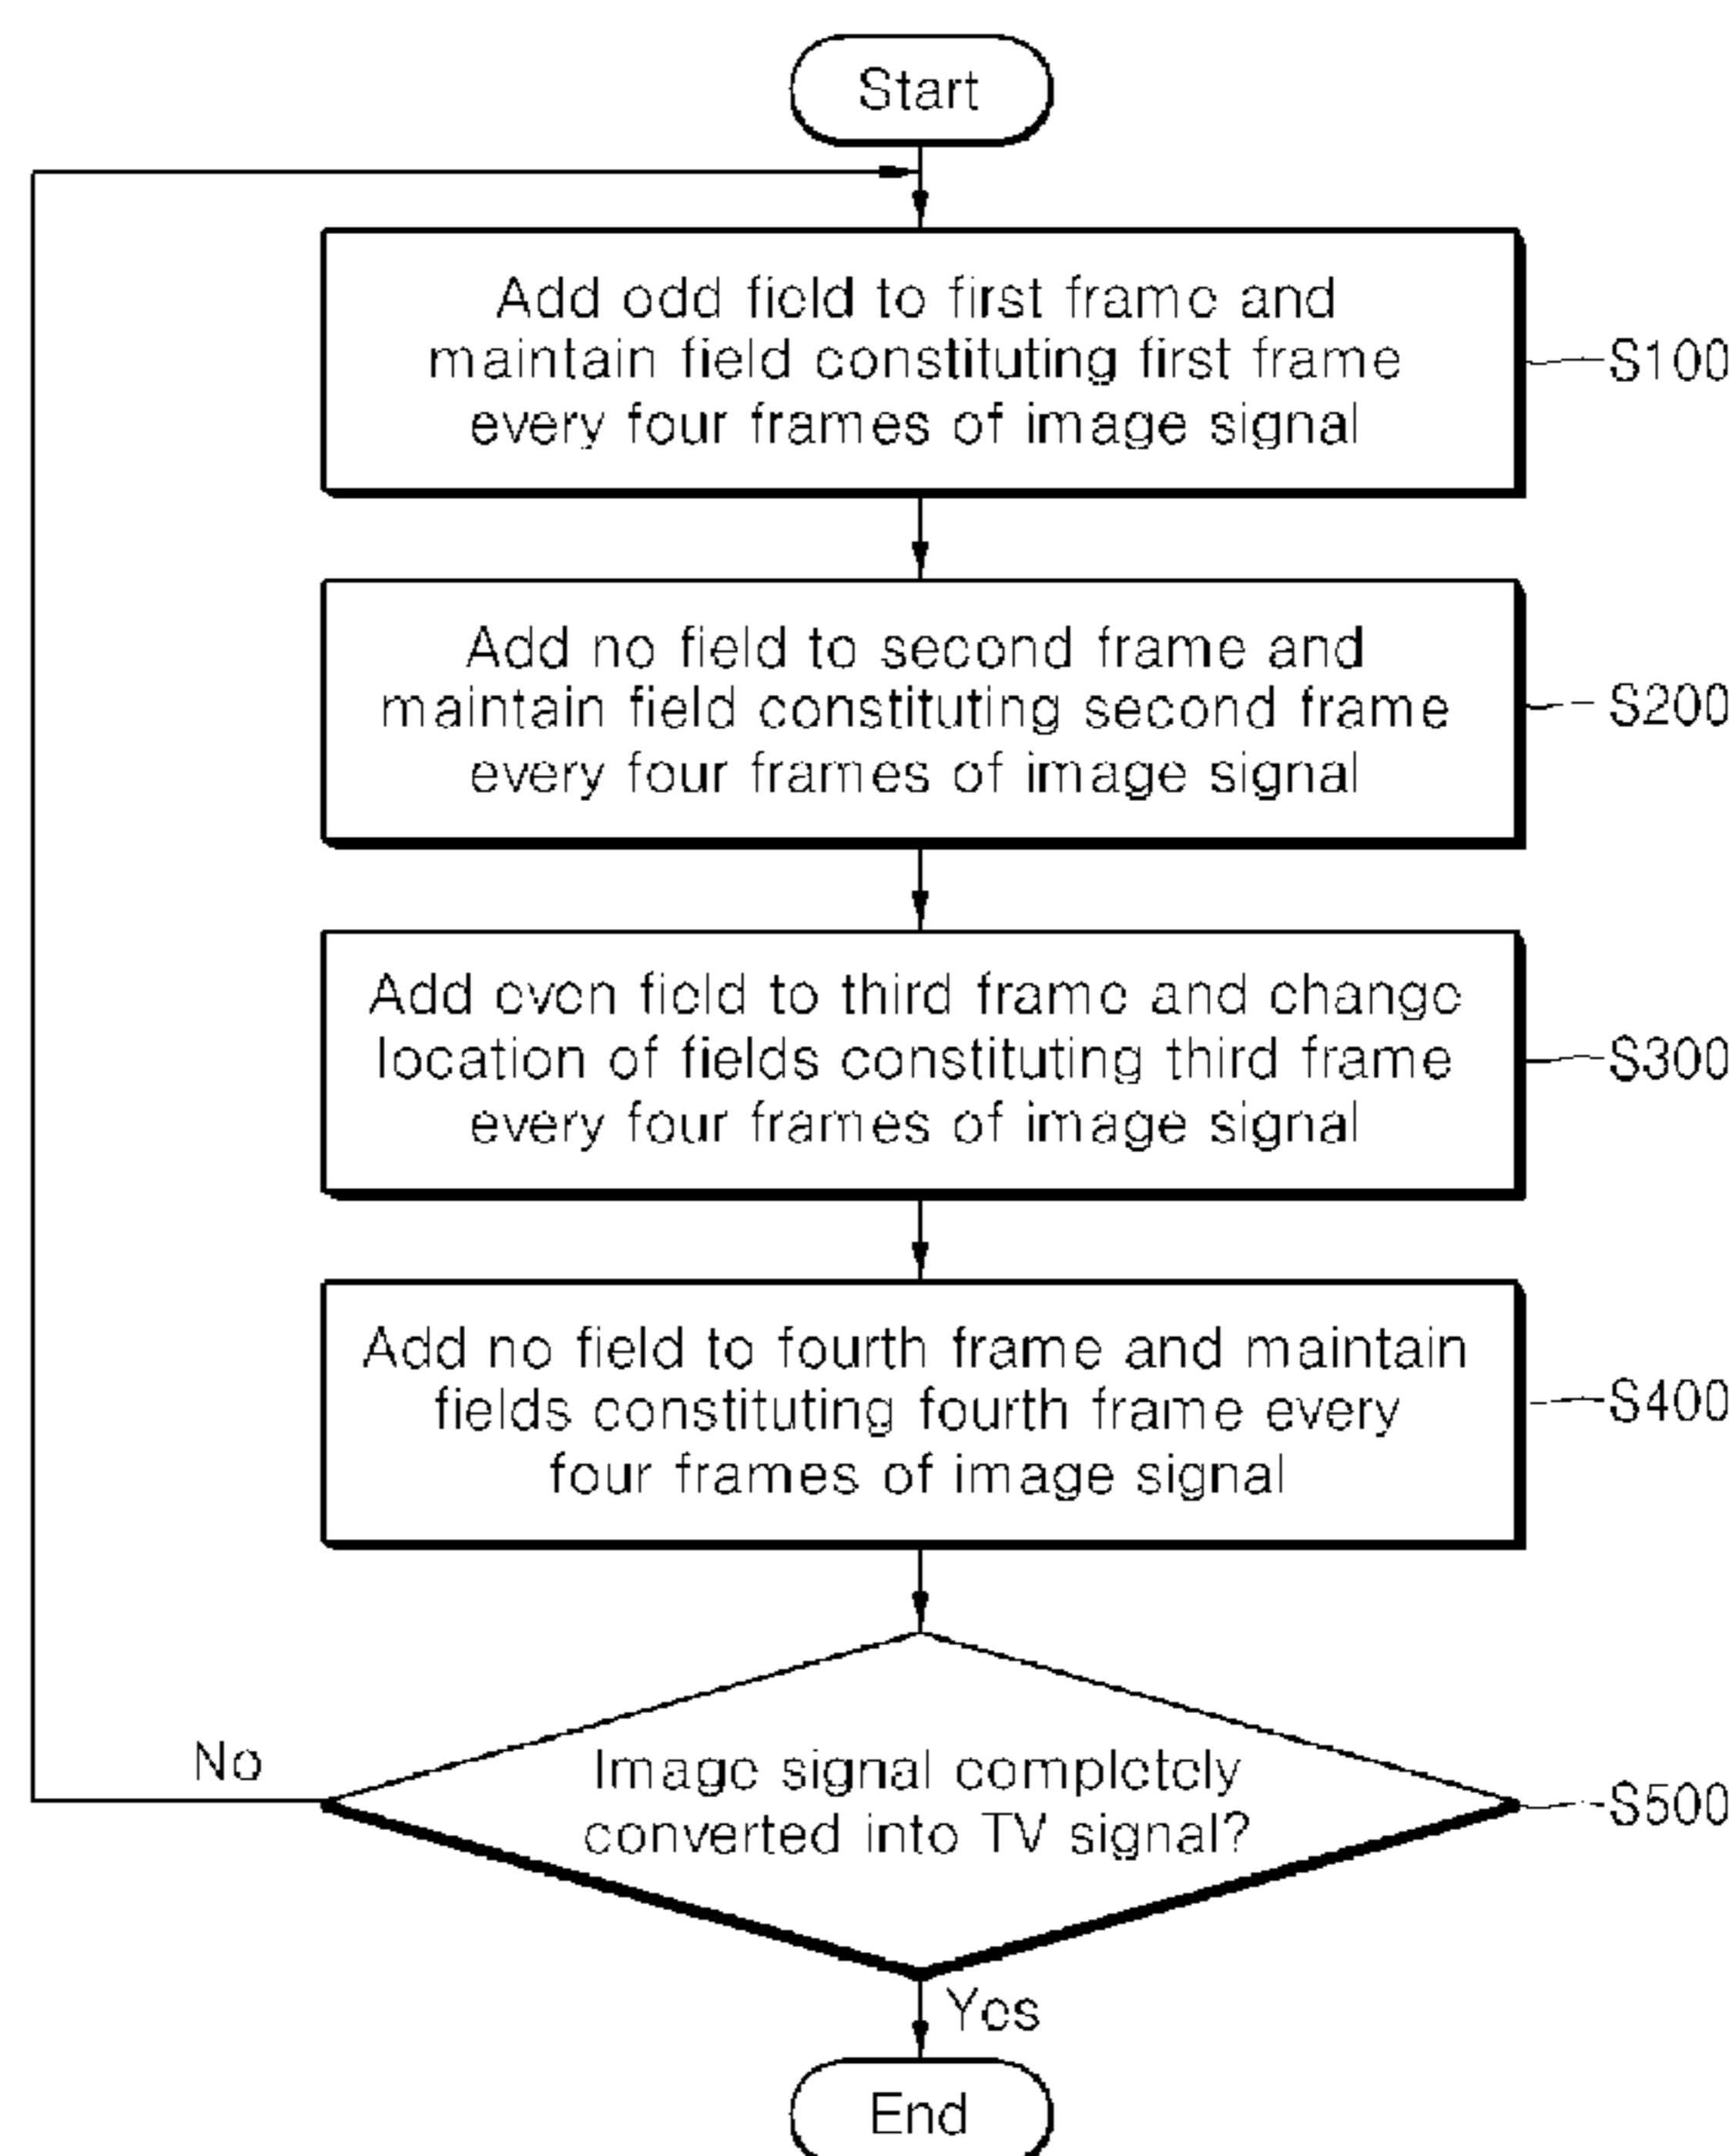 Start
Add odd field to first frame and
maintain field constituting first frame
every four frames of image signal
S100
Add no field to second frame and
maintain field constituting second frame
every four frames of image signal
S200
Add even field to third frame and change
location of fields constituting third frame
every four frames of image signal
S300
Add no field to fourth frame and maintain
fields constituting fourth frame every
four frames of image signal
S400
No
Image signal completely
converted into TV signal?
S500
Yes
End